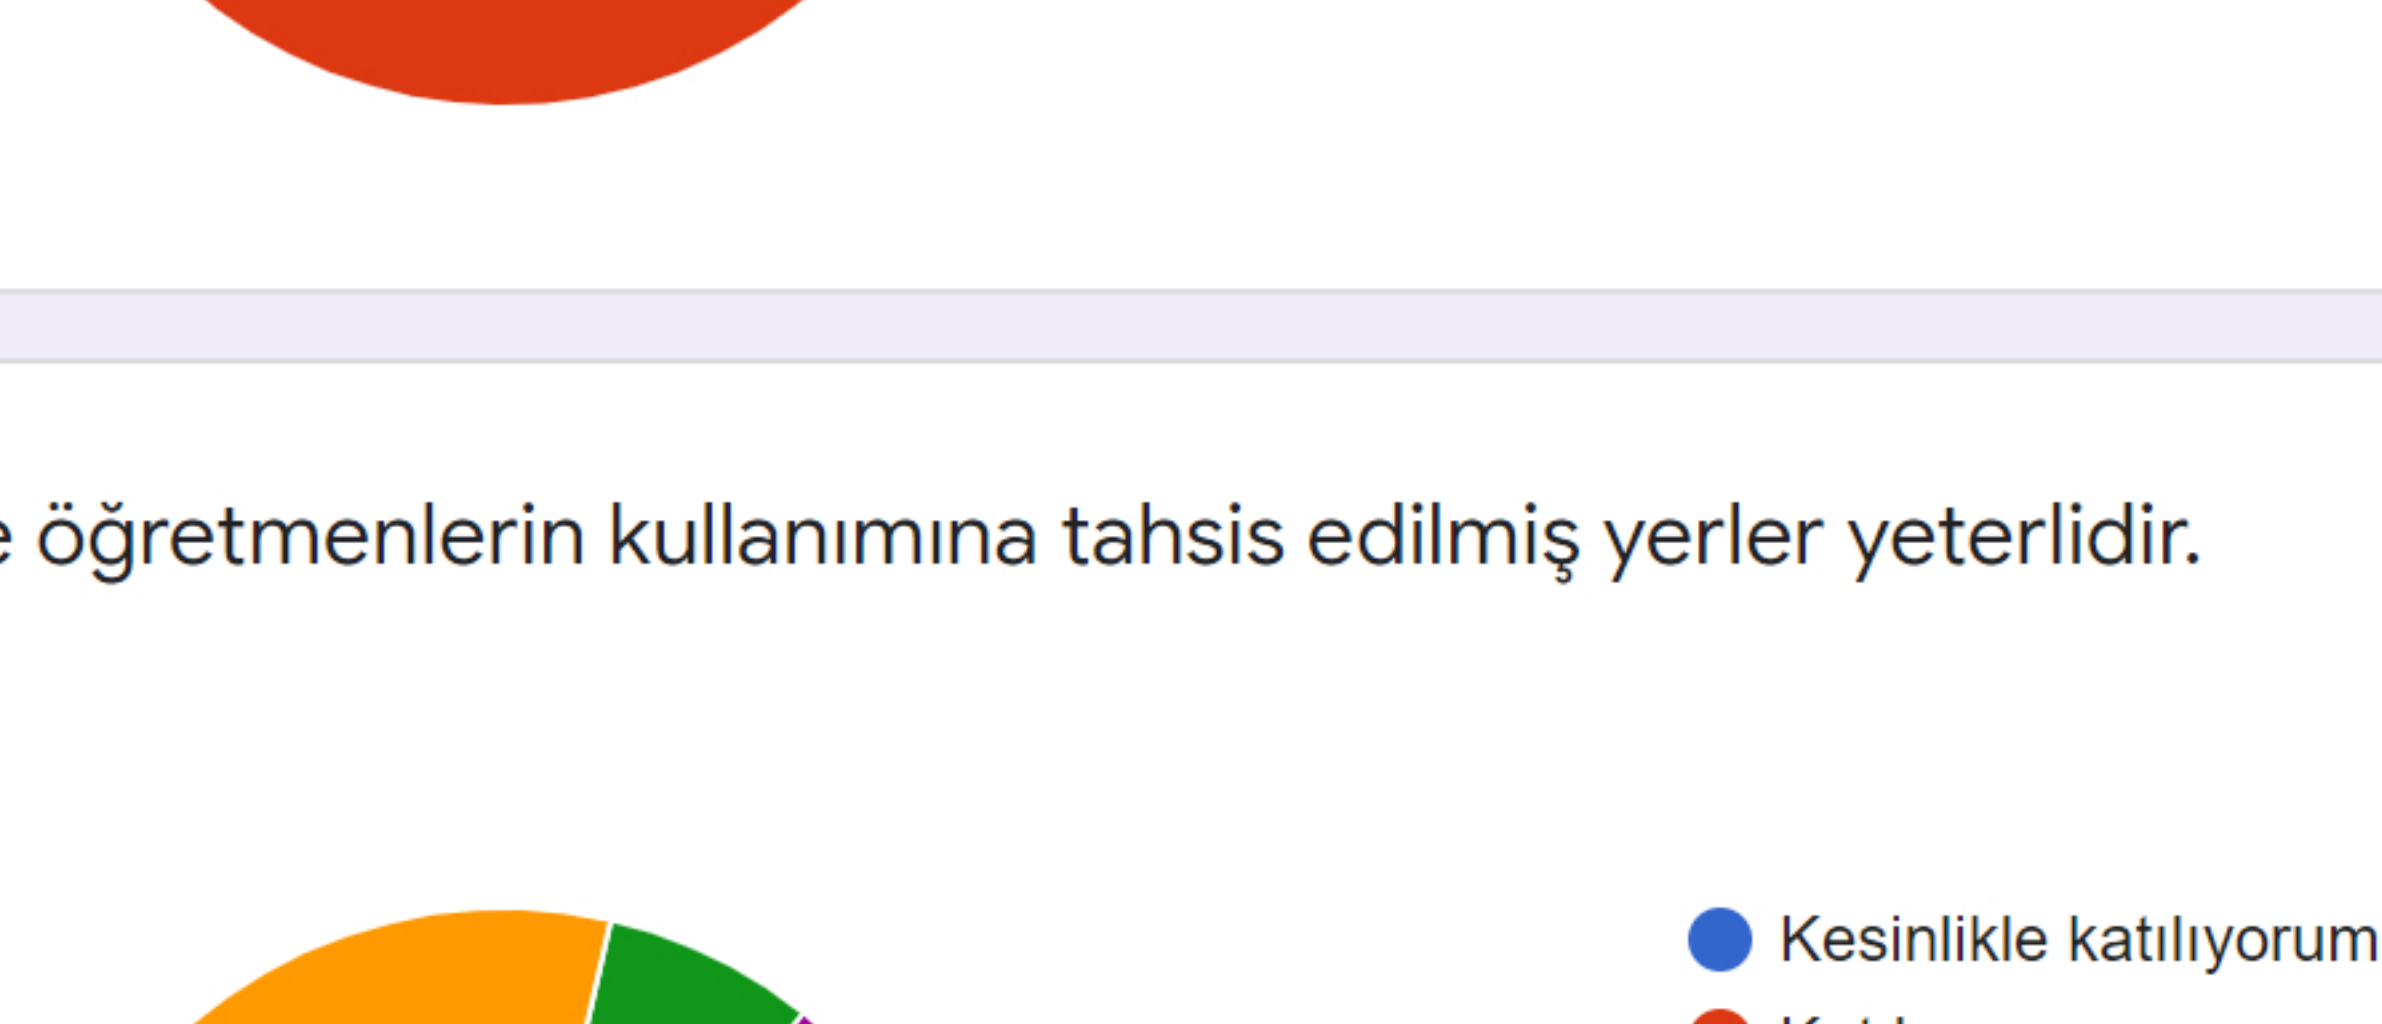 öğretmenlerin kullanımına tahsis edilmiş yerler yeterlidir.
Kesinlikle katılıyorum